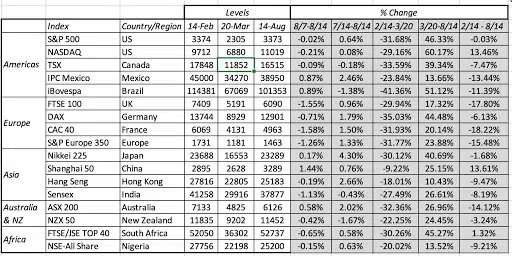 Levels % Change
Index Country/Region 14-Feb 20-Mar 14-Aug 8/7-8/14 7/14-8/14 2/14-3/20 3/20-8/14 2/14 - 8/14
Americas
S&P 500 US 3374 2305 3373 -0.02% 0.64% -31.68% 46.33% -0.03%
NASDAQ US 9712 6880 11019 -0.21% 0.08% -29.16% 60.17% 13.46%
TSX Canada 17848 11852 16515 -0.09% -0.18% -33.59% 39.34% -7.47%
IPC Mexico Mexico 45000 34270 38950 0.87% 2.46% -23.84% 13.66% -13.44%
iBovespa Brazil 114381 67069 101353 0.89% -1.38% -41.36% 51.12% -11.39%
Europe
FTSE 100 UK 7409 5191 6090 -1.55% 0.96% -29.94% 17.32% -17.80%
DAX Germany 13744 8929 12901 -0.71% 1.79% -35.03% 44.48% -6.13%
CAC 40 France 6069 4131 4963 -1.58% 1.50% -31.93% 20.14% -18.22%
S&P Europe 350 Europe 1731 1181 1463 -1.26% 1.33% -31.77% 23.88% -15.48%
Asia
Nikkei 225 Japan 23688 16553 23289 0.17% 4.30% -30.12% 40.69% -1.68%
Shanghai 50 China 2895 2628 3289 1.44% 0.76% -9.22% 25.15% 13.61%
Hang Seng Hong Kong 27816 22805 25183 -0.19% 2.66% -18.01% 10.43% -9.47%
Sensex India 41258 29916 37877 -1.13% -0.43% -27.49% 26.61% -8.19%
Australia & NZ
ASX 200 Australia 7133 4825 6126 0.58% 2.02% -32.36% 26.96% -14.12%
NZX 50 New Zealand 11835 9202 11452 -0.42% -1.67% -22.25% 24.45% -3.24%
Africa
FTSE/JSE TOP 40 South Africa 52050 36302 52737 -0.65% 0.58% -30.26% 45.27% 1.32%
NSE-All Share Nigeria 27756 22198 25200 -0.15% 0.63% -20.02% 13.52% -9.21%